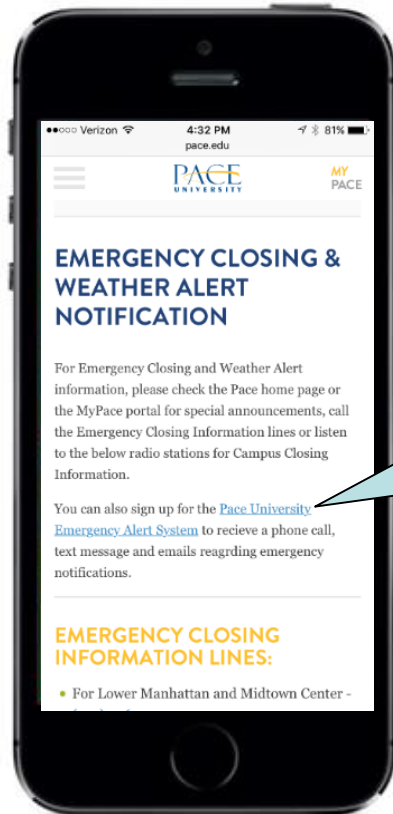 ●●○○○ Verizon 4:32 PM 81%
pace.edu
PACE
UNIVERSITY
MY
PACE
EMERGENCY CLOSING &
WEATHER ALERT
NOTIFICATION
For Emergency Closing and Weather Alert
information, please check the Pace home page or
the MyPace portal for special announcements, call
the Emergency Closing Information lines or listen
to the below radio stations for Campus Closing
Information.
You can also sign up for the Pace University
Emergency Alert System to recieve a phone call,
text message and emails reagrding emergency
notifications.
EMERGENCY CLOSING
INFORMATION LINES:
• For Lower Manhattan and Midtown Center -